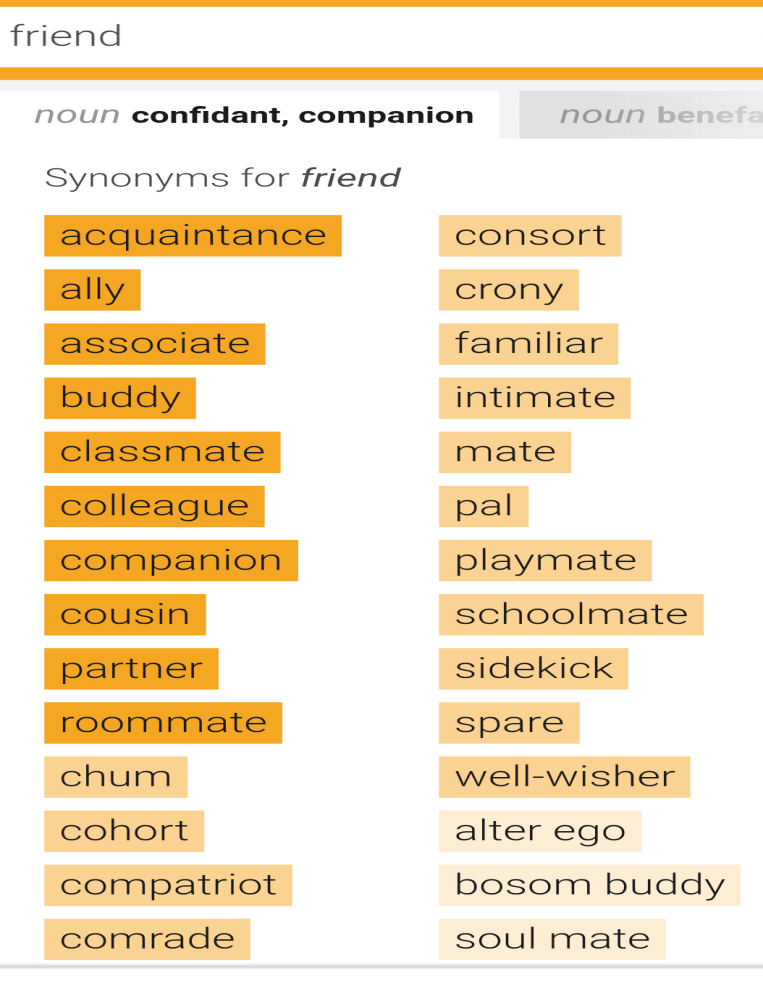 friend
noun confidant, companion
noun benefa
Synonyms for friend
acquaintance
ally
associate
buddy
classmate
colleague
companion
cousin
partner
roommate
chum
cohort
compatriot
comrade
consort
crony
familiar
intimate
mate
pal
playmate
schoolmate
sidekick
spare
well-wisher
alter ego
bosom buddy
soul mate